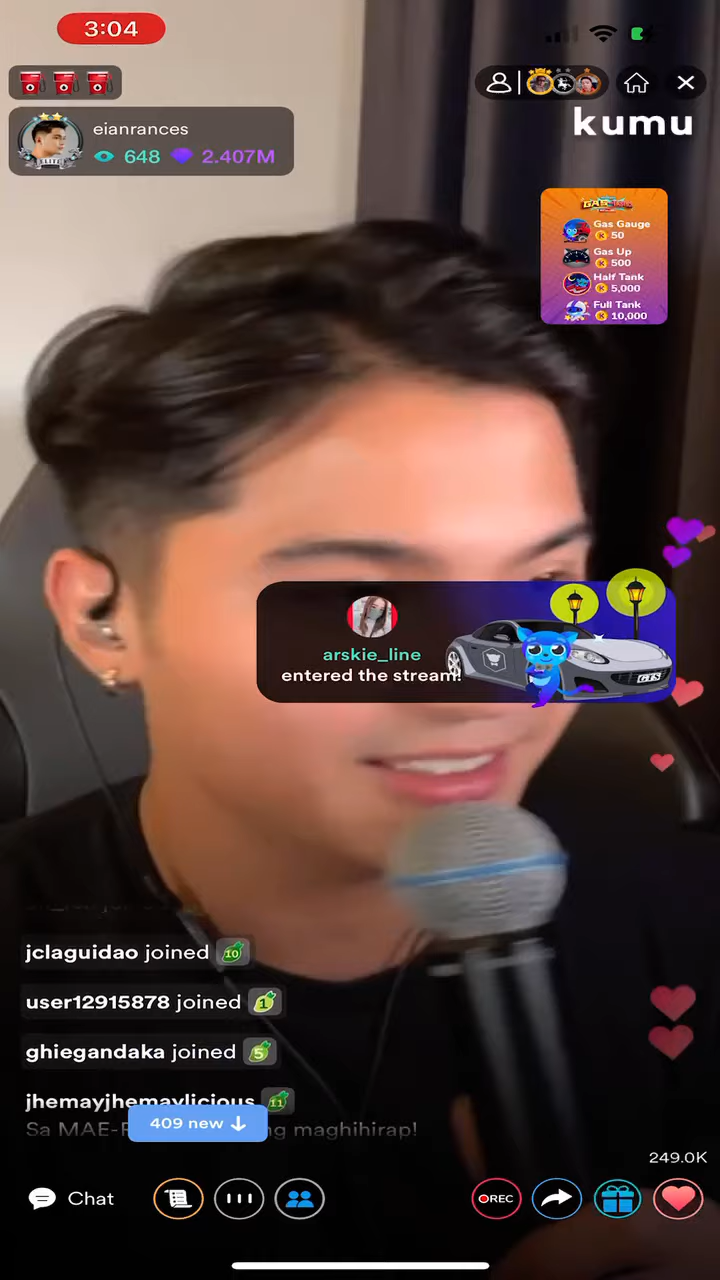 3:04
eianrances
ELITE
648 2.407M
kumu
Gas Gauge
50
Gas Up
500
Half Tank
5,000
Full Tank
10,000
arskie_line
entered the stream!
jclaguidao joined 10
user12915878 joined 1
ghiegandaka joined 5
jhemayjhemaylicious 11
409 new
Sa maghihirap!
249.0K
Chat
REC